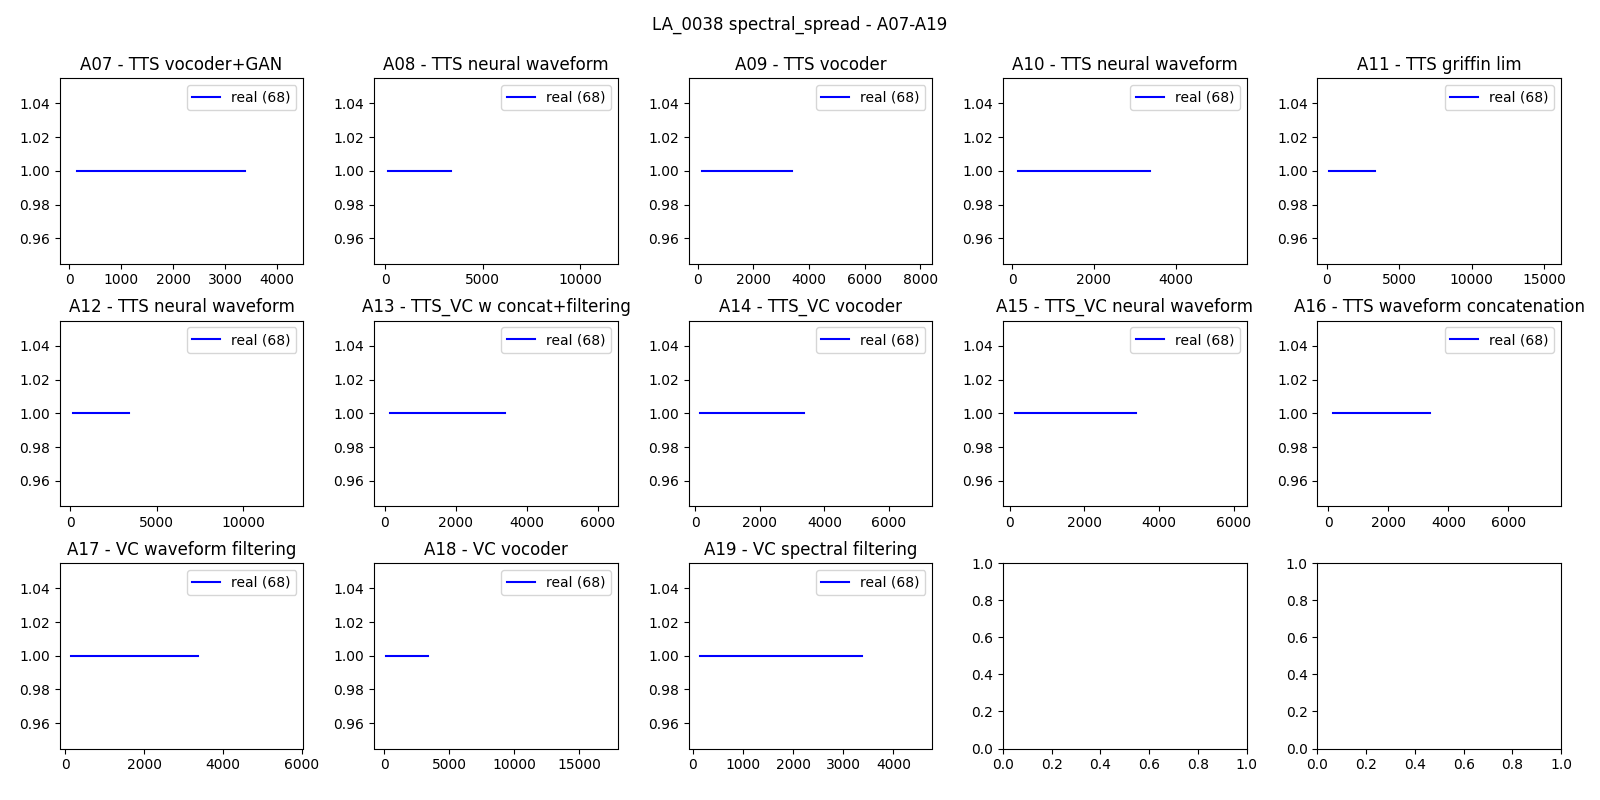 LA_0038 spectral_spread - A07-A19
A07 - TTS vocoder+GAN
real (68)
1.04
1.02
1.00
0.98
0.96
0 1000 2000 3000 4000
A08 - TTS neural waveform
real (68)
1.04
1.02
1.00
0.98
0.96
0 5000 10000
A09 - TTS vocoder
real (68)
1.04
1.02
1.00
0.98
0.96
0 2000 4000 6000 8000
A10 - TTS neural waveform
real (68)
1.04
1.02
1.00
0.98
0.96
0 2000 4000
A11 - TTS griffin lim
real (68)
1.04
1.02
1.00
0.98
0.96
0 5000 10000 15000
A12 - TTS neural waveform
real (68)
1.04
1.02
1.00
0.98
0.96
0 5000 10000
A13 - TTS_VC w concat+filtering
real (68)
1.04
1.02
1.00
0.98
0.96
0 2000 4000 6000
A14 - TTS_VC vocoder
real (68)
1.04
1.02
1.00
0.98
0.96
0 2000 4000 6000
A15 - TTS_VC neural waveform
real (68)
1.04
1.02
1.00
0.98
0.96
0 2000 4000 6000
A16 - TTS waveform concatenation
real (68)
1.04
1.02
1.00
0.98
0.96
0 2000 4000 6000
A17 - VC waveform filtering
real (68)
1.04
1.02
1.00
0.98
0.96
0 2000 4000 6000
A18 - VC vocoder
real (68)
1.04
1.02
1.00
0.98
0.96
0 5000 10000 15000
A19 - VC spectral filtering
real (68)
1.04
1.02
1.00
0.98
0.96
0 1000 2000 3000 4000
1.0
0.8
0.6
0.4
0.2
0.0
0.0 0.2 0.4 0.6 0.8 1.0
1.0
0.8
0.6
0.4
0.2
0.0
0.0 0.2 0.4 0.6 0.8 1.0